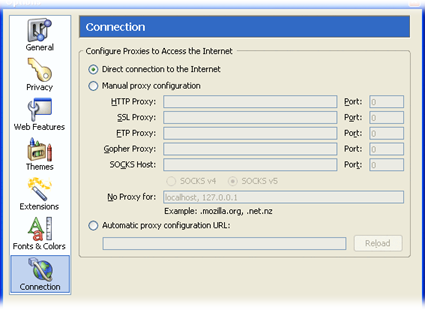 Connection
General
Privacy
Web Features
Themes
Extensions
Fonts & Colors
Connection
Configure Proxies to Access the Internet
Direct connection to the Internet
Manual proxy configuration
HTTP Proxy: Port: 0
SSL Proxy: Port: 0
FTP Proxy: Port: 0
Gopher Proxy: Port: 0
SOCKS Host: Port: 0
SOCKS v4 SOCKS v5
No Proxy for: localhost, 127.0.0.1
Example: .mozilla.org, .net.nz
Automatic proxy configuration URL:
Reload